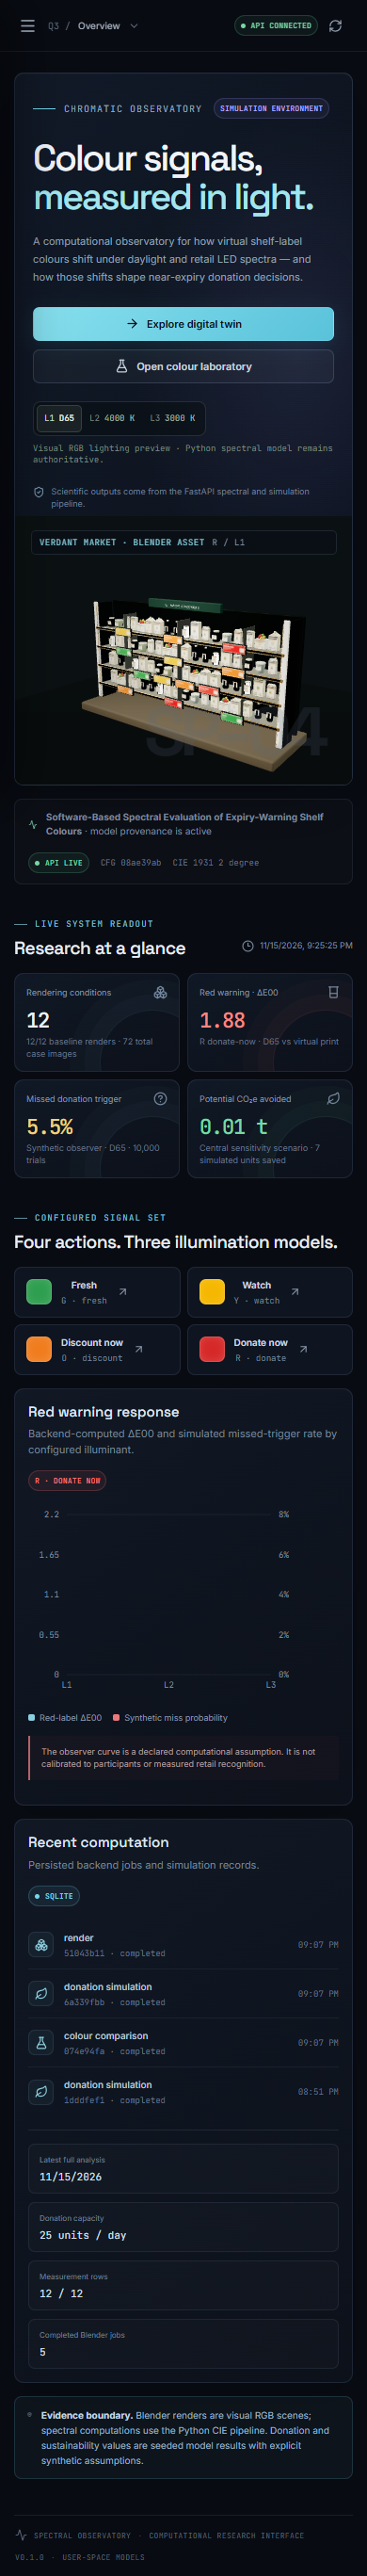 Q3 / Overview
API CONNECTED
CHROMATIC OBSERVATORY
SIMULATION ENVIRONMENT
Colour signals,
measured in light.
A computational observatory for how virtual shelf-label
colours shift under daylight and retail LED spectra — and
how those shifts shape near-expiry donation decisions.
Explore digital twin
Open colour laboratory
L1 D65 L2 4000 K L3 3000 K
Visual RGB lighting preview · Python spectral model remains
authoritative.
Scientific outputs come from the FastAPI spectral and simulation
pipeline.
VERDANT MARKET · BLENDER ASSET R / L1
Software-Based Spectral Evaluation of Expiry-Warning Shelf
Colours · model provenance is active
API LIVE CFG 08ae39ab CIE 1931 2 degree
LIVE SYSTEM READOUT
Research at a glance
11/15/2026, 9:25:25 PM
Rendering conditions
12
12/12 baseline renders · 72 total
case images
Red warning · ΔE00
1.88
R donate-now · D65 vs virtual print
Missed donation trigger
5.5%
Synthetic observer · D65 · 10,000
trials
Potential CO₂e avoided
0.01 t
Central sensitivity scenario · 7
simulated units saved
CONFIGURED SIGNAL SET
Four actions. Three illumination models.
Fresh
G · fresh
Watch
Y · watch
Discount now
O · discount
Donate now
R · donate
Red warning response
Backend-computed ΔE00 and simulated missed-trigger rate by
configured illuminant.
R · DONATE NOW
2.2 8%
1.65 6%
1.1 4%
0.55 2%
0 0%
L1 L2 L3
Red-label ΔE00 Synthetic miss probability
The observer curve is a declared computational assumption. It is not
calibrated to participants or measured retail recognition.
Recent computation
Persisted backend jobs and simulation records.
SQLITE
render
51043b11 · completed
09:07 PM
donation simulation
6a339fbb · completed
09:07 PM
colour comparison
074e94fa · completed
09:07 PM
donation simulation
1dddfef1 · completed
08:51 PM
Latest full analysis
11/15/2026
Donation capacity
25 units / day
Measurement rows
12 / 12
Completed Blender jobs
5
Evidence boundary. Blender renders are visual RGB scenes;
spectral computations use the Python CIE pipeline. Donation and
sustainability values are seeded model results with explicit
synthetic assumptions.
SPECTRAL OBSERVATORY · COMPUTATIONAL RESEARCH INTERFACE
V0.1.0 · USER-SPACE MODELS